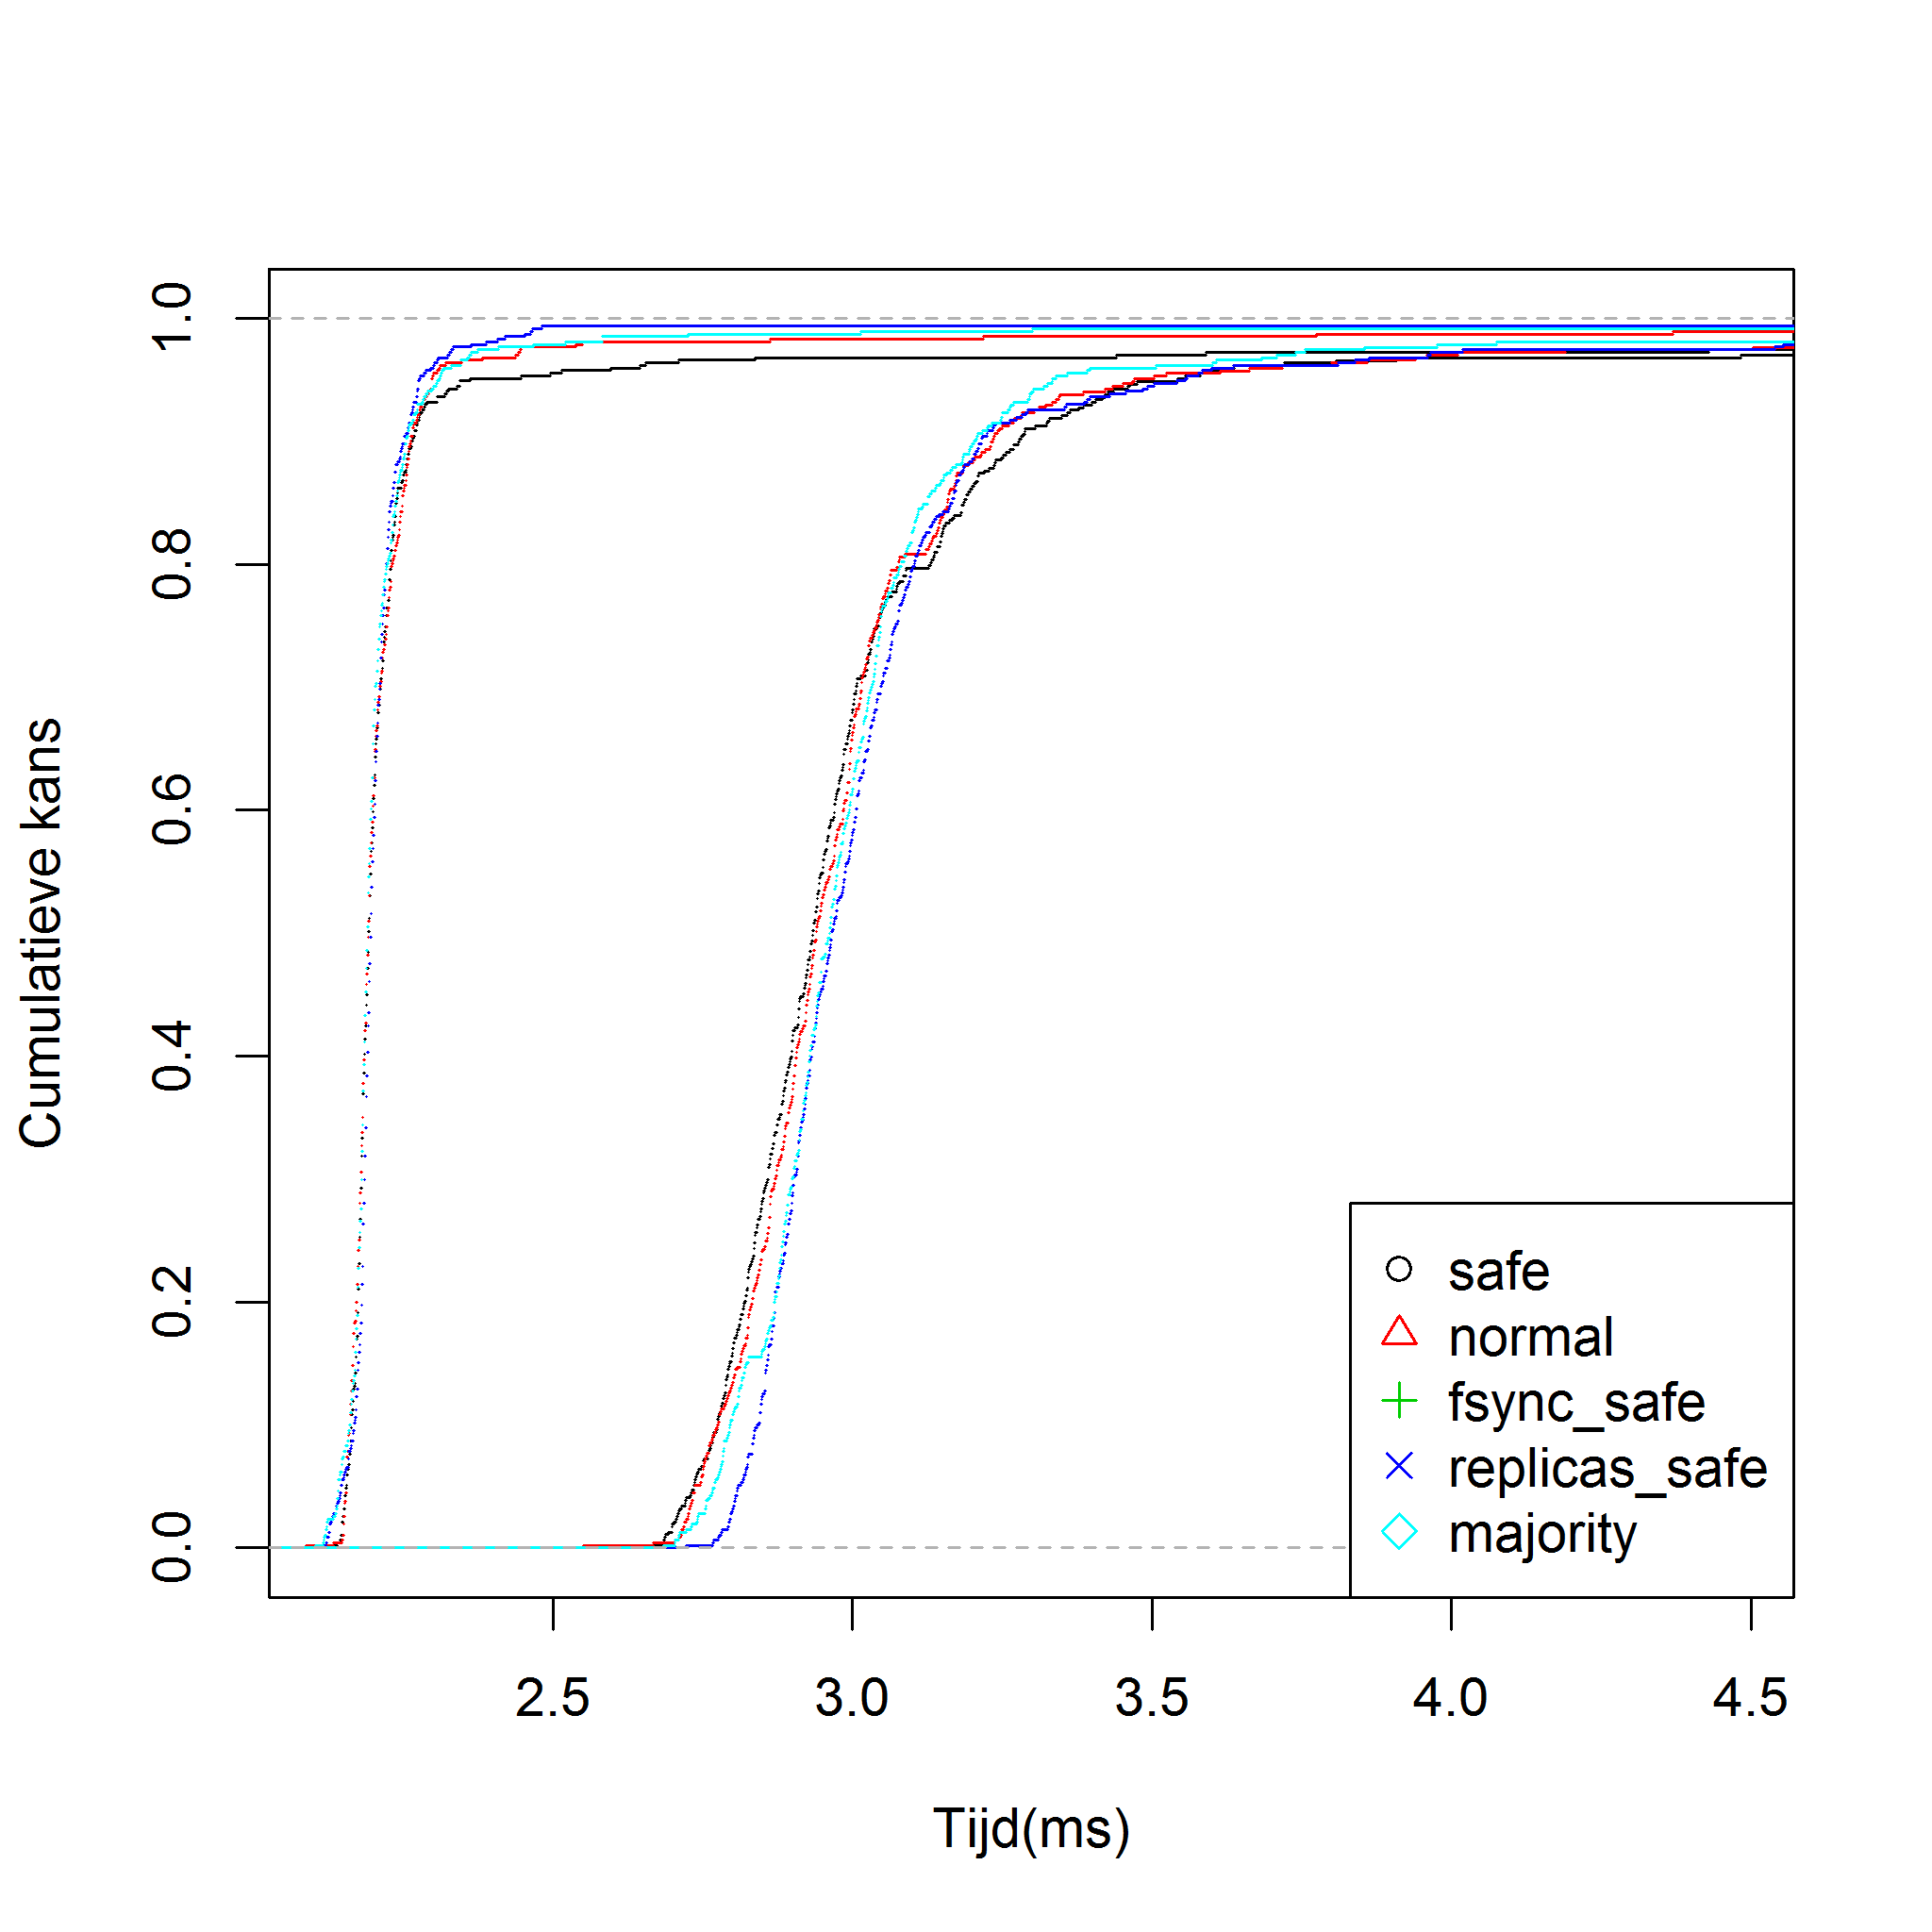 Cumulatieve kans
1.0
0.8
0.6
0.4
0.2
0.0
safe
normal
fsync_safe
replicas_safe
majority
2.5 3.0 3.5 4.0 4.5
Tijd(ms)